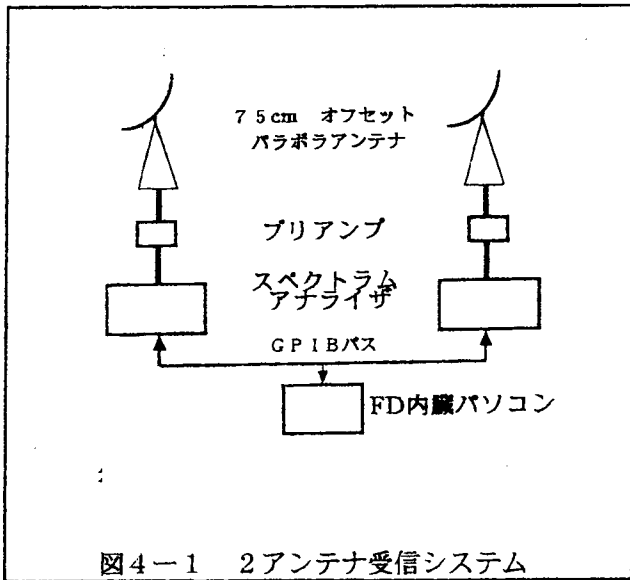 75cm オフセット
パラボラアンテナ
プリアンプ
スペクトラム
アナライザ
GPIBバス
FD内臓パソコン
図4-1 2アンテナ受信システム